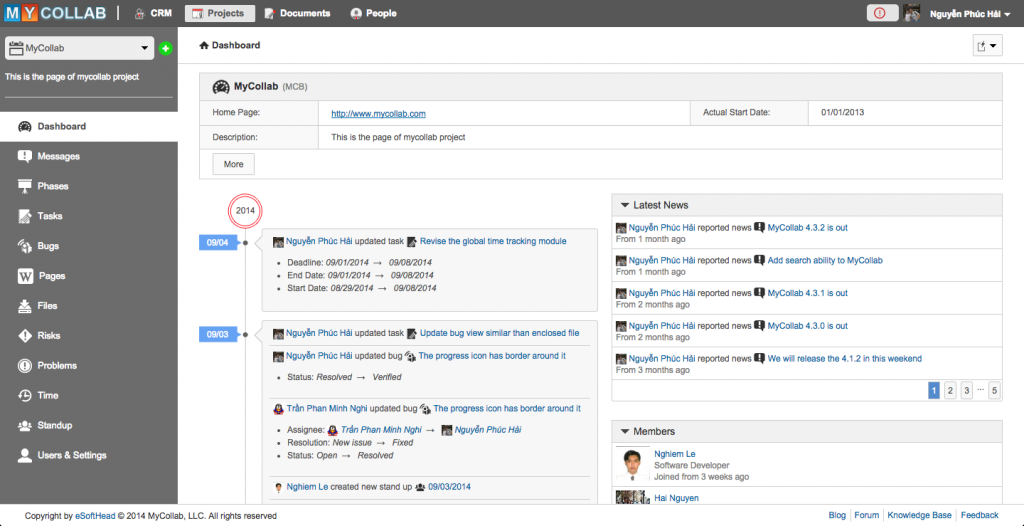 MY COLLAB
CRM
Projects
Documents
People
Nguyễn Phúc Hải
MyCollab
This is the page of mycollab project
Dashboard
Messages
Phases
Tasks
Bugs
W Pages
Files
Risks
Problems
Time
Standup
Users & Settings
Dashboard
MyCollab (MCB)
Home Page: http://www.mycollab.com Actual Start Date: 01/01/2013
Description: This is the page of mycollab project
More
2014
09/04
Nguyễn Phúc Hải updated task Revise the global time tracking module
• Deadline: 09/01/2014 → 09/08/2014
• End Date: 09/01/2014 → 09/08/2014
• Start Date: 08/29/2014 → 09/08/2014
09/03
Nguyễn Phúc Hải updated task Update bug view similar than enclosed file
Nguyễn Phúc Hải updated bug The progress icon has border around it
• Status: Resolved → Verified
Trần Phan Minh Nghi updated bug The progress icon has border around it
• Assignee: Trần Phan Minh Nghi → Nguyễn Phúc Hải
• Resolution: New issue → Fixed
• Status: Open → Resolved
Nghiem Le created new stand up 09/03/2014
Latest News
Nguyễn Phúc Hải reported news MyCollab 4.3.2 is out
From 1 month ago
Nguyễn Phúc Hải reported news Add search ability to MyCollab
From 1 month ago
Nguyễn Phúc Hải reported news MyCollab 4.3.1 is out
From 2 months ago
Nguyễn Phúc Hải reported news MyCollab 4.3.0 is out
From 2 months ago
Nguyễn Phúc Hải reported news We will release the 4.1.2 in this weekend
From 3 months ago
1 2 3 ... 5
Members
Nghiem Le
Software Developer
Joined from 3 weeks ago
Hai Nguyen
Copyright by eSoftHead © 2014 MyCollab, LLC. All rights reserved
Blog Forum Knowledge Base Feedback